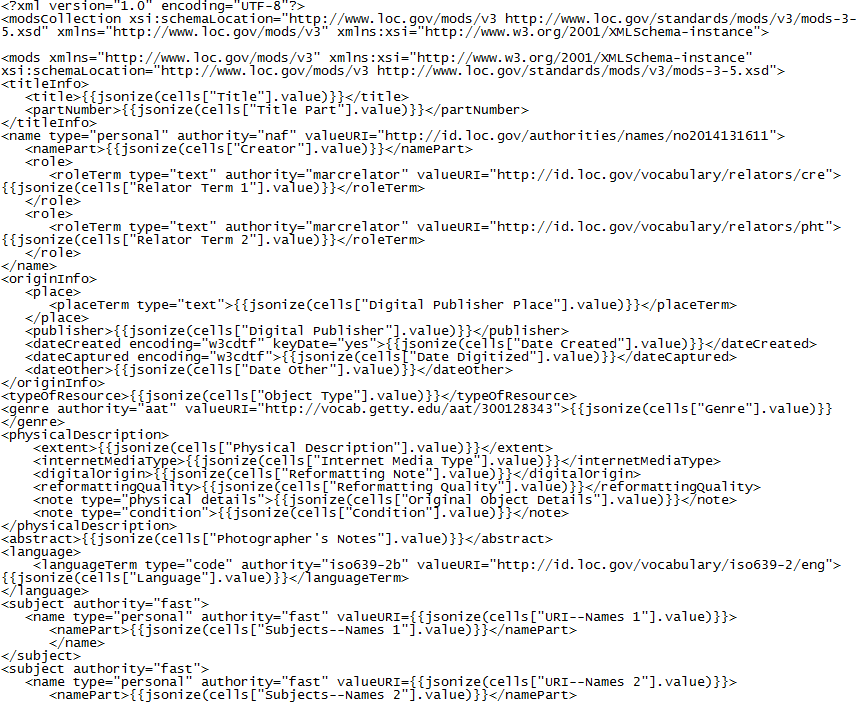 <?xml version="1.0" encoding="UTF-8"?>
<modsCollection xsi:schemaLocation="http://www.loc.gov/mods/v3 http://www.loc.gov/standards/mods/v3/mods-3-
5.xsd" xmlns="http://www.loc.gov/mods/v3" xmlns:xsi="http://www.w3.org/2001/XMLSchema-instance">

<mods xmlns="http://www.loc.gov/mods/v3" xmlns:xsi="http://www.w3.org/2001/XMLSchema-instance"
xsi:schemaLocation="http://www.loc.gov/mods/v3 http://www.loc.gov/standards/mods/v3/mods-3-5.xsd">
<titleInfo>
   <title>{{jsonize(cells["Title"].value)}}</title>
   <partNumber>{{jsonize(cells["Title Part"].value)}}</partNumber>
</titleInfo>
<name type="personal" authority="naf" valueURI="http://id.loc.gov/authorities/names/no2014131611">
   <namePart>{{jsonize(cells["Creator"].value)}}</namePart>
   <role>
      <roleTerm type="text" authority="marcrelator" valueURI="http://id.loc.gov/vocabulary/relators/cre">
{{jsonize(cells["Relator Term 1"].value)}}</roleTerm>
   </role>
   <role>
      <roleTerm type="text" authority="marcrelator" valueURI="http://id.loc.gov/vocabulary/relators/pht">
{{jsonize(cells["Relator Term 2"].value)}}</roleTerm>
   </role>
</name>
<originInfo>
   <place>
      <placeTerm type="text">{{jsonize(cells["Digital Publisher Place"].value)}}</placeTerm>
   </place>
   <publisher>{{jsonize(cells["Digital Publisher"].value)}}</publisher>
   <dateCreated encoding="w3cdtf" keyDate="yes">{{jsonize(cells["Date Created"].value)}}</dateCreated>
   <dateCaptured encoding="w3cdtf">{{jsonize(cells["Date Digitized"].value)}}</dateCaptured>
   <dateOther>{{jsonize(cells["Date Other"].value)}}</dateOther>
</originInfo>
<typeOfResource>{{jsonize(cells["Object Type"].value)}}</typeOfResource>
<genre authority="aat" valueURI="http://vocab.getty.edu/aat/300128343">{{jsonize(cells["Genre"].value)}}
</genre>
<physicalDescription>
    <extent>{{jsonize(cells["Physical Description"].value)}}</extent>
    <internetMediaType>{{jsonize(cells["Internet Media Type"].value)}}</internetMediaType>
    <digitalOrigin>{{jsonize(cells["Reformatting Note"].value)}}</digitalOrigin>
    <reformattingQuality>{{jsonize(cells["Reformatting Quality"].value)}}</reformattingQuality>
    <note type="physical details">{{jsonize(cells["Original Object Details"].value)}}</note>
    <note type="condition">{{jsonize(cells["Condition"].value)}}</note>
</physicalDescription>
<abstract>{{jsonize(cells["Photographer's Notes"].value)}}</abstract>
<language>
    <languageTerm type="code" authority="iso639-2b" valueURI="http://id.loc.gov/vocabulary/iso639-2/eng">
{{jsonize(cells["Language"].value)}}</languageTerm>
</language>
<subject authority="fast">
   <name type="personal" authority="fast" valueURI={{jsonize(cells["URI--Names 1"].value)}}>
      <namePart>{{jsonize(cells["Subjects--Names 1"].value)}}</namePart>
      </name>
</subject>
<subject authority="fast">
   <name type="personal" authority="fast" valueURI={{jsonize(cells["URI--Names 2"].value)}}>
      <namePart>{{jsonize(cells["Subjects--Names 2"].value)}}</namePart>